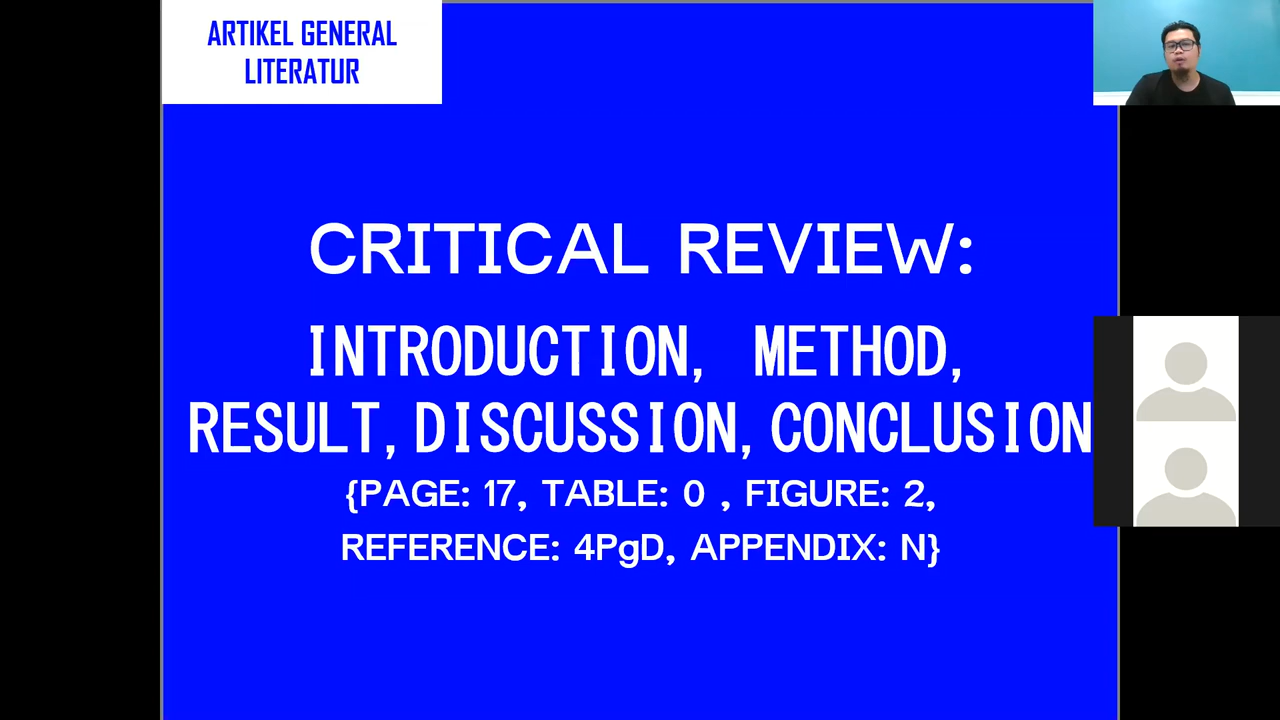 ARTIKEL GENERAL
LITERATUR
CRITICAL REVIEW:
INTRODUCTION, METHOD,
RESULT, DISCUSSION, CONCLUSION
{PAGE: 17, TABLE: 0 , FIGURE: 2,
REFERENCE: 4PgD, APPENDIX: N}